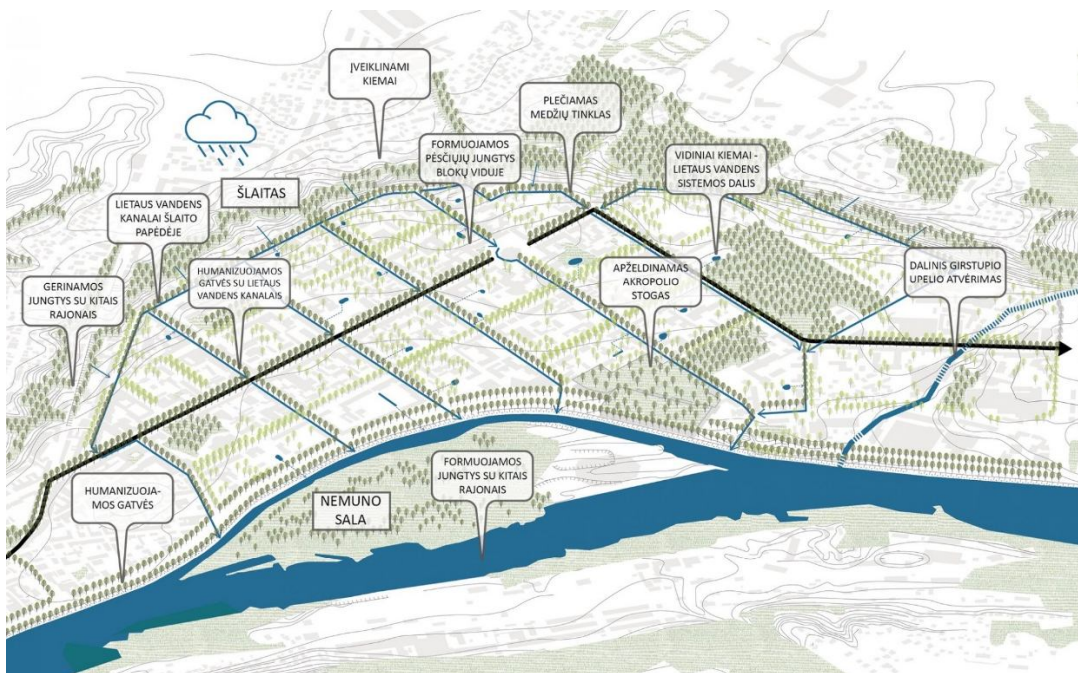 ĮVEIKLINAMI
KIEMAI
PLEČIAMAS
MEDŽIŲ TINKLAS
FORMUOJAMOS
PĖSČIŲJŲ JUNGTYS
BLOKŲ VIDUJE
VIDINIAI KIEMAI -
LIETAUS VANDENS
SISTEMOS DALIS
ŠLAITAS
LIETAUS VANDENS
KANALAI ŠLAITO
PAPĖDĖJE
HUMANIZUOJAMOS
GATVĖS SU LIETAUS
VANDENS KANALAIS
APŽELDINAMAS
AKROPOLIO
STOGAS
DALINIS GIRSTUPIO
UPELIO ATVĖRIMAS
GERINAMOS
JUNGTYS SU KITAIS
RAJONAIS
HUMANIZUOJA-
MOS GATVĖS
NEMUNO
SALA
FORMUOJAMOS
JUNGTYS SU KITAIS
RAJONAIS